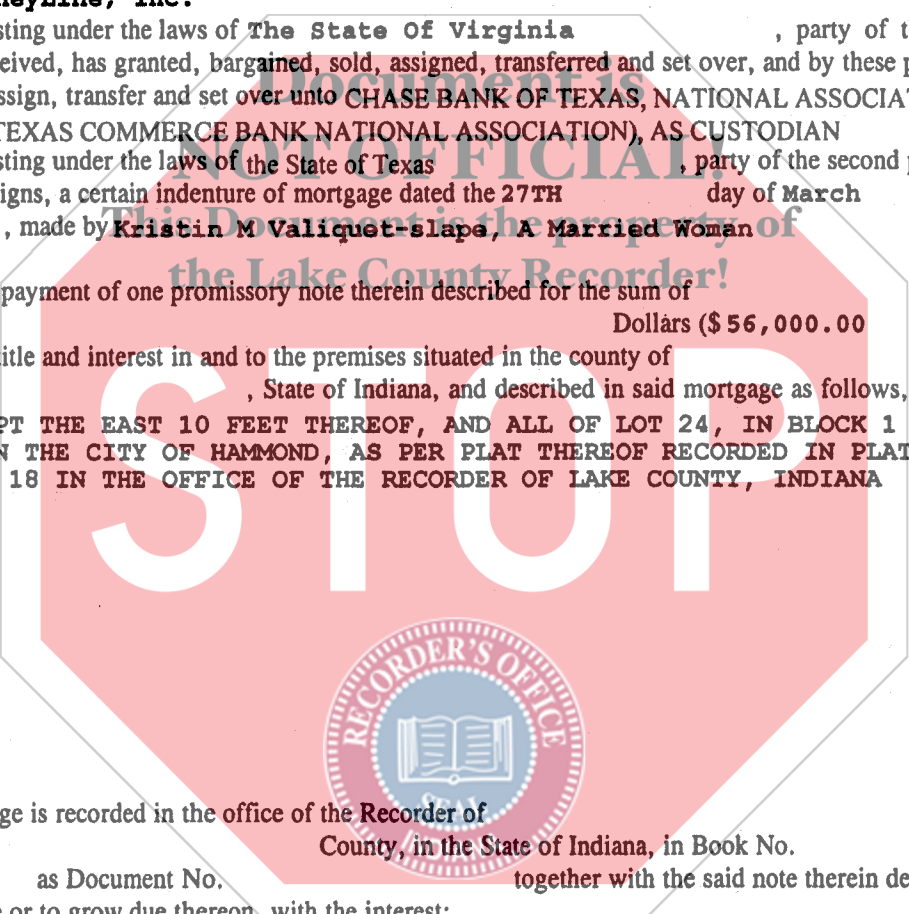 neyLine, Inc.
sting under the laws of The State Of Virginia , party of t
eived, has granted, bargained, sold, assigned, transferred and set over, and by these p
ssign, transfer and set over unto CHASE BANK OF TEXAS, NATIONAL ASSOCIAT
TEXAS COMMERCE BANK NATIONAL ASSOCIATION), AS CUSTODIAN
sting under the laws of the State of Texas , party of the second p
igns, a certain indenture of mortgage dated the 27TH day of March
, made by Kristin M Valiquet-slape, A Married Woman
payment of one promissory note therein described for the sum of
Dollars ($ 56,000.00
itle and interest in and to the premises situated in the county of
, State of Indiana, and described in said mortgage as follows,
PT THE EAST 10 FEET THEREOF, AND ALL OF LOT 24, IN BLOCK 1
N THE CITY OF HAMMOND, AS PER PLAT THEREOF RECORDED IN PLAT
18 IN THE OFFICE OF THE RECORDER OF LAKE COUNTY, INDIANA
ge is recorded in the office of the Recorder of
County, in the State of Indiana, in Book No.
as Document No. together with the said note therein de
e or to grow due thereon, with the interest:
Document is
NOT OFFICIAL!
This Document is the property of
the Lake County Recorder!
STOP
RECORDER'S OFFICE
SEAL
INDIANA